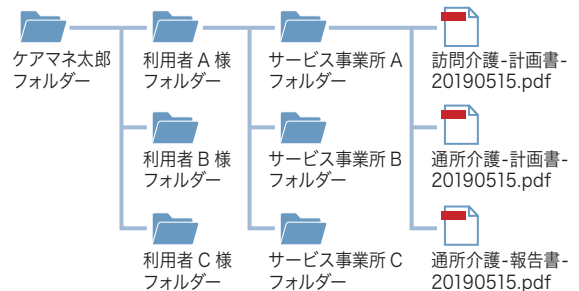 ケアマネ太郎
フォルダー
利用者 A 様
フォルダー
サービス事業所 A
フォルダー
訪問介護-計画書-
20190515.pdf
利用者 B 様
フォルダー
サービス事業所 B
フォルダー
通所介護-計画書-
20190515.pdf
利用者 C 様
フォルダー
サービス事業所 C
フォルダー
通所介護-報告書-
20190515.pdf